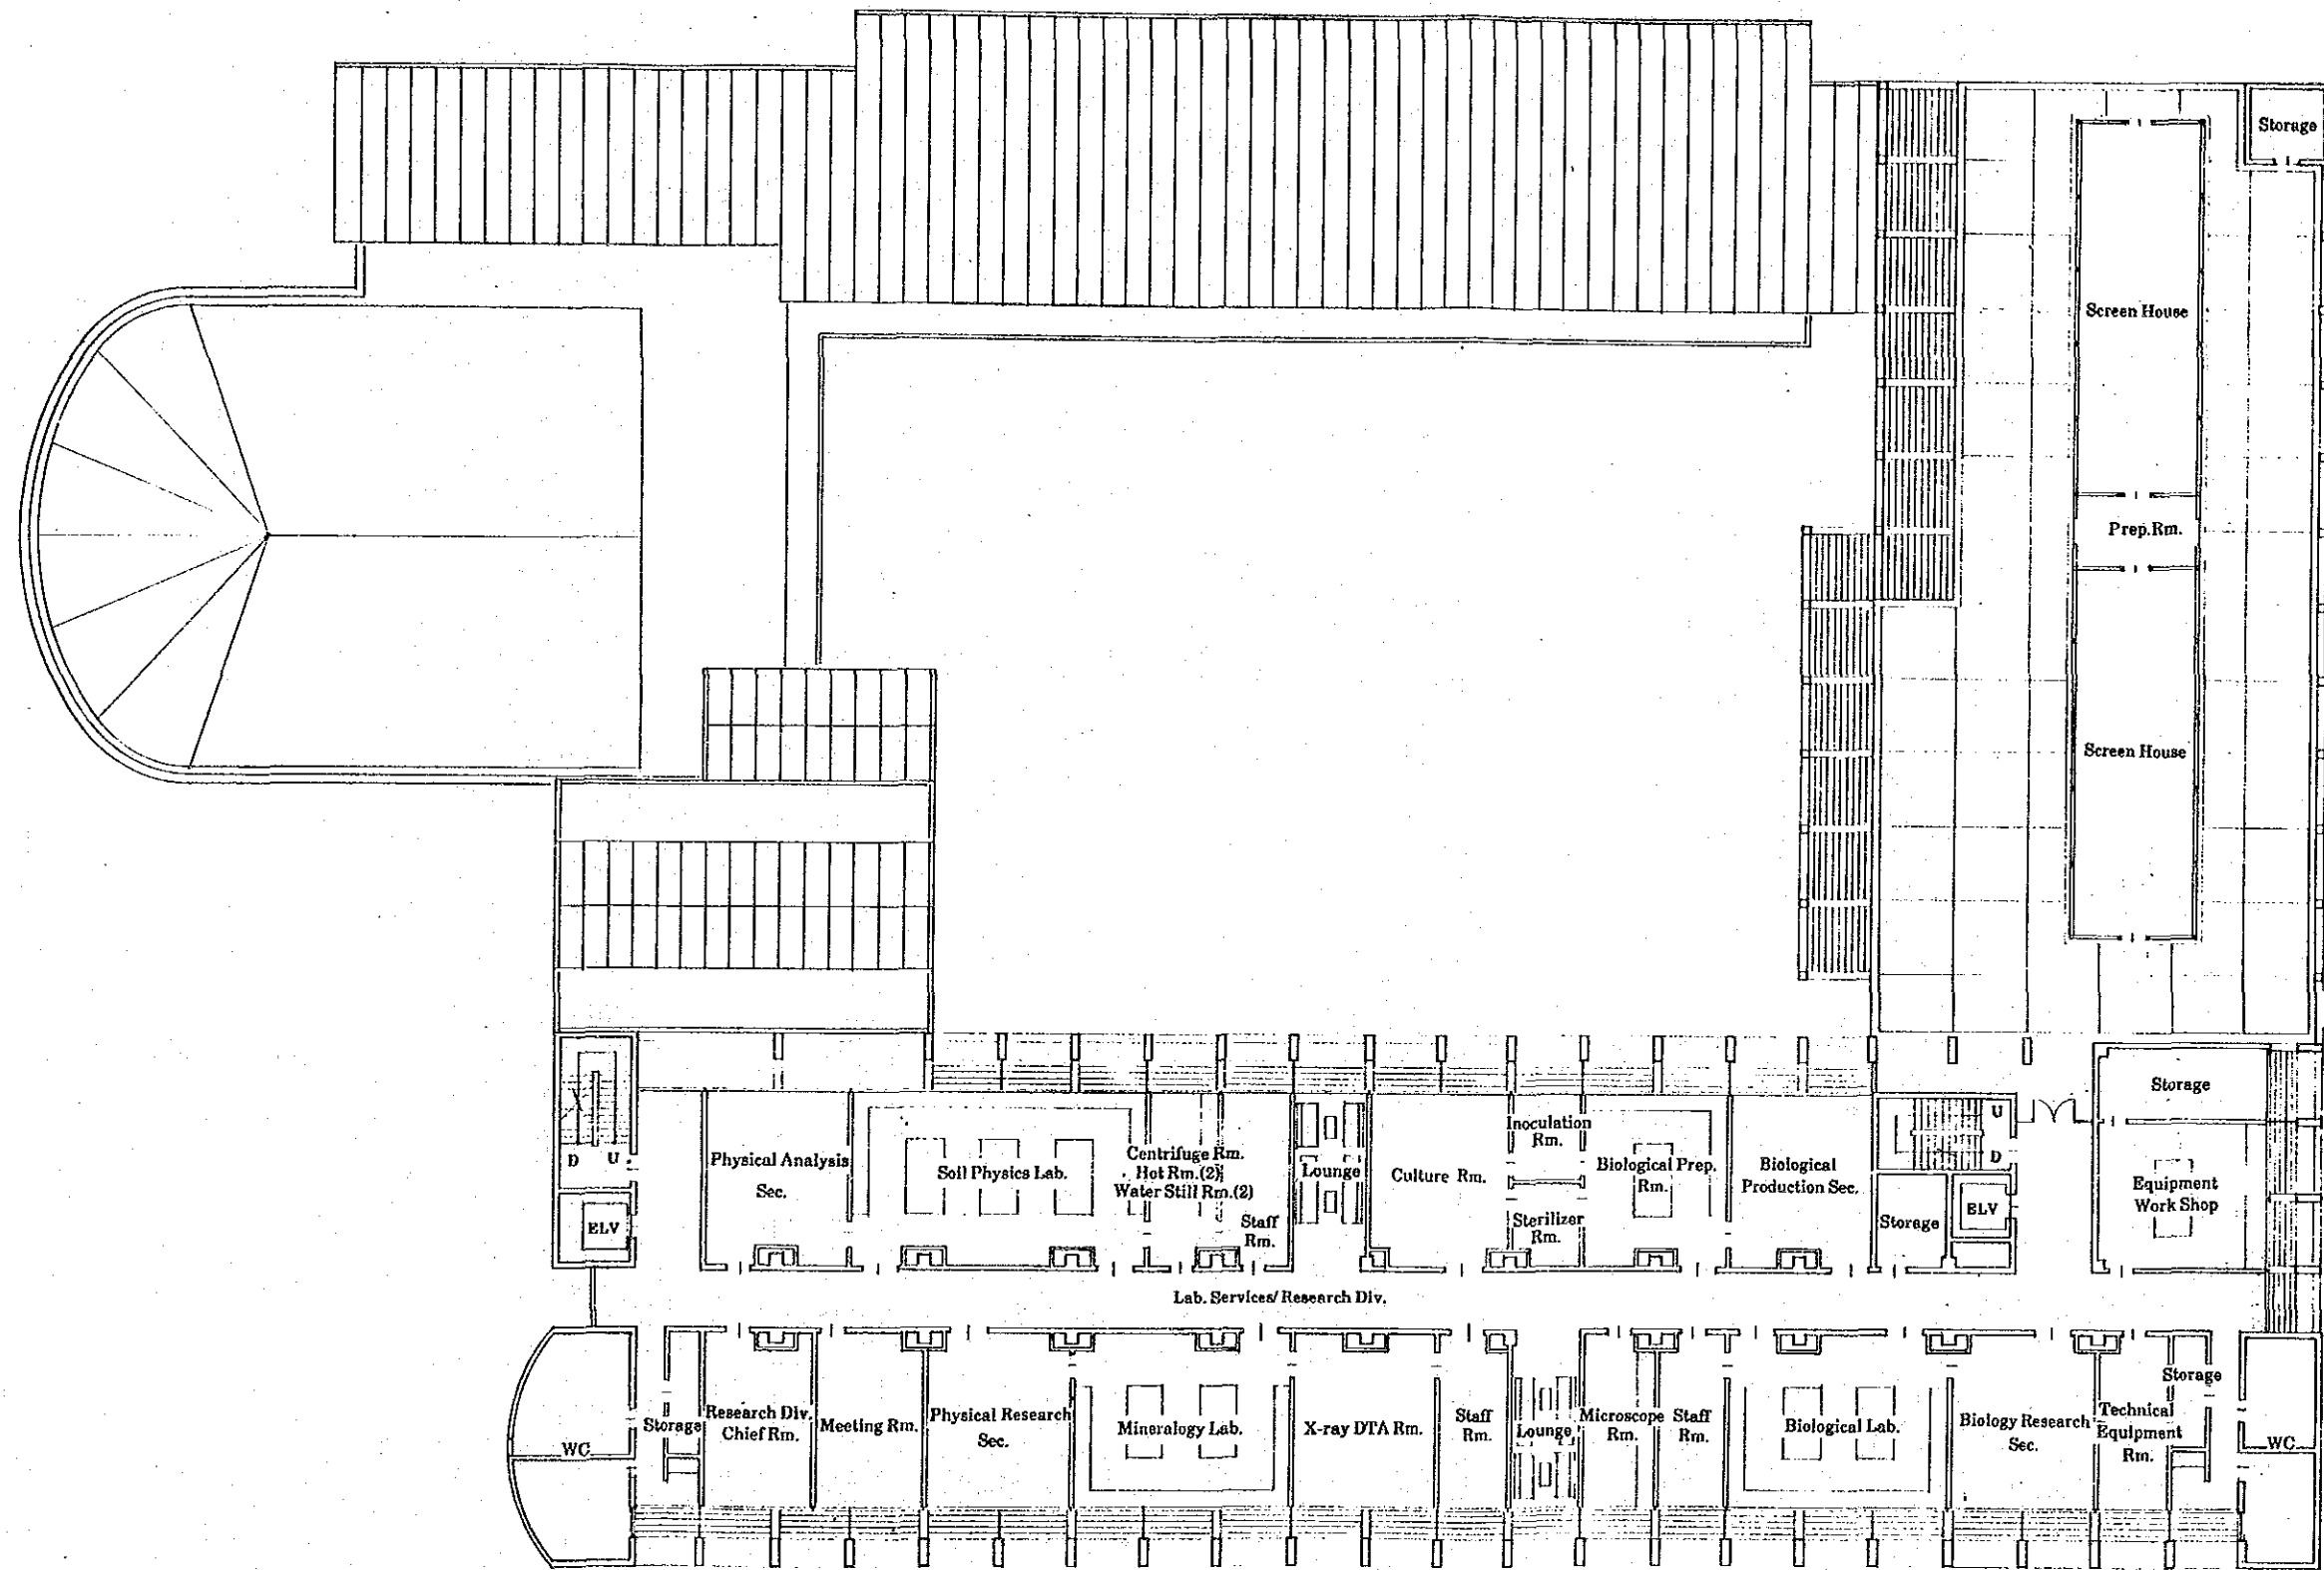 Storage
Screen House
Prep.Rm.
Screen House
Storage
U
D
D U
ELV
Physical Analysis
Sec.
Soil Physics Lab.
Centrifuge Rm.
Hot Rm.(2)
Water Still Rm.(2)
Staff
Rm.
Lounge
Culture Rm.
Inoculation
Rm.
Sterilizer
Rm.
Biological Prep.
Rm.
Biological
Production Sec.
Storage
ELV
Equipment
Work Shop
Lab. Services/ Research Div.
WC
Storage
Research Div.
Chief Rm.
Meeting Rm.
Physical Research
Sec.
Mineralogy Lab.
X-ray DTA Rm.
Staff
Rm.
Lounge
Microscope
Rm.
Staff
Rm.
Biological Lab.
Biology Research
Sec.
Technical
Equipment
Rm.
Storage
WC